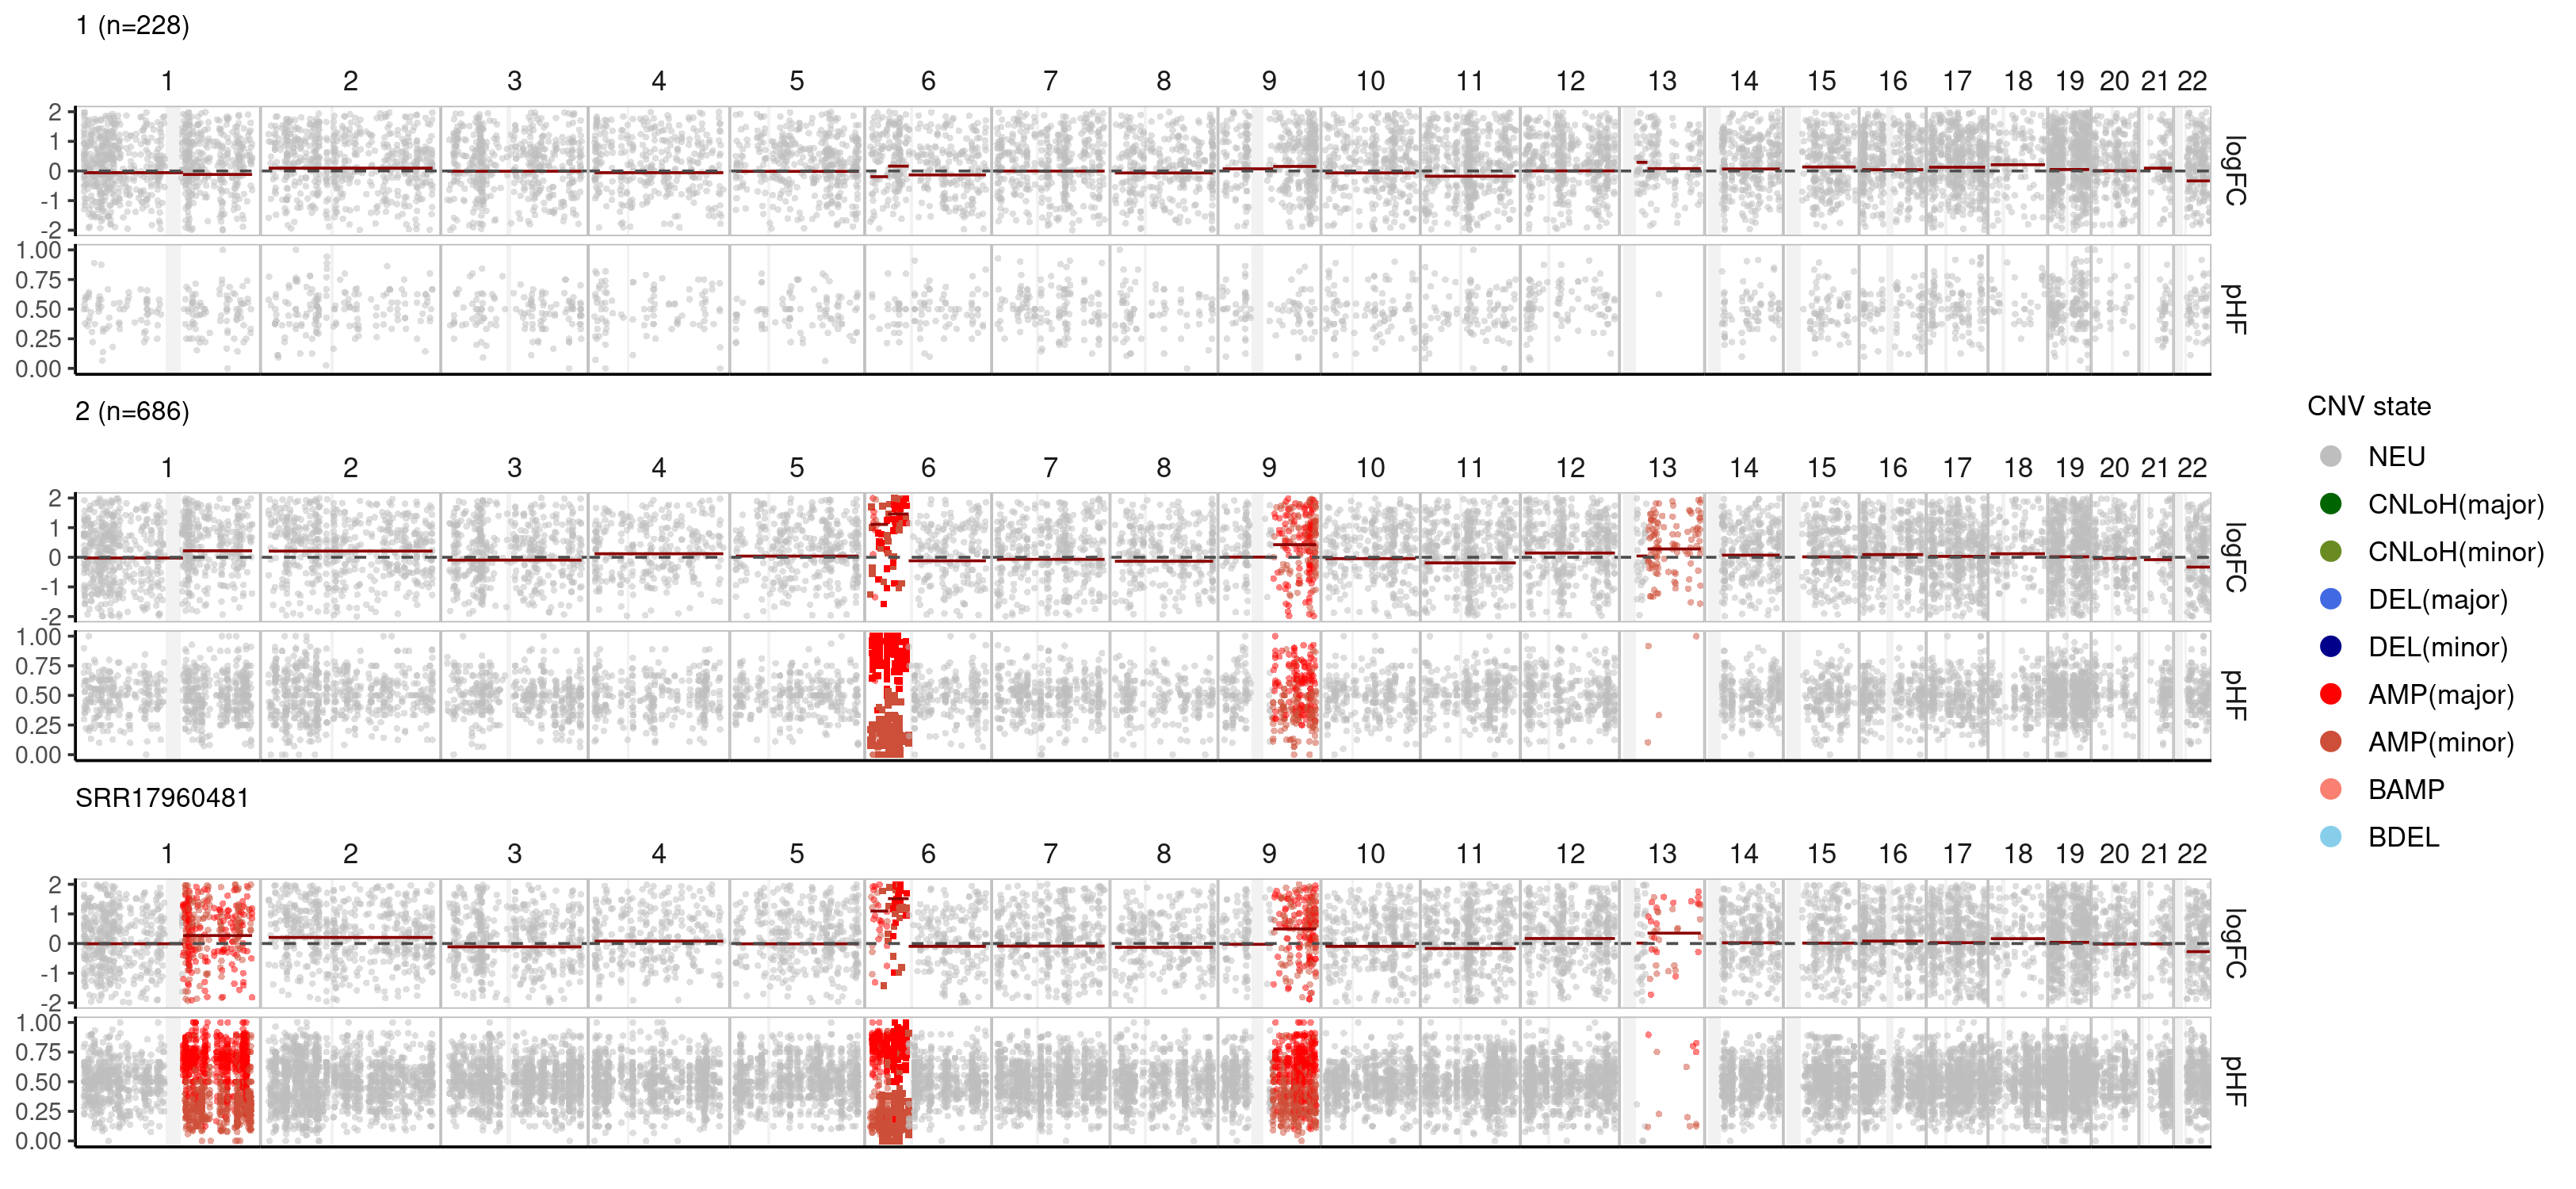 1 (n=228)
1 2 3 4 5 6 7 8 9 10 11 12 13 14 15 16 17 18 19 20 21 22
2
1
0
-1
-2
logFC
1.00
0.75
0.50
0.25
0.00
pHF
2 (n=686)
1 2 3 4 5 6 7 8 9 10 11 12 13 14 15 16 17 18 19 20 21 22
2
1
0
-1
-2
logFC
1.00
0.75
0.50
0.25
0.00
pHF
SRR17960481
1 2 3 4 5 6 7 8 9 10 11 12 13 14 15 16 17 18 19 20 21 22
2
1
0
-1
-2
logFC
1.00
0.75
0.50
0.25
0.00
pHF
CNV state
NEU
CNLoH(major)
CNLoH(minor)
DEL(major)
DEL(minor)
AMP(major)
AMP(minor)
BAMP
BDEL